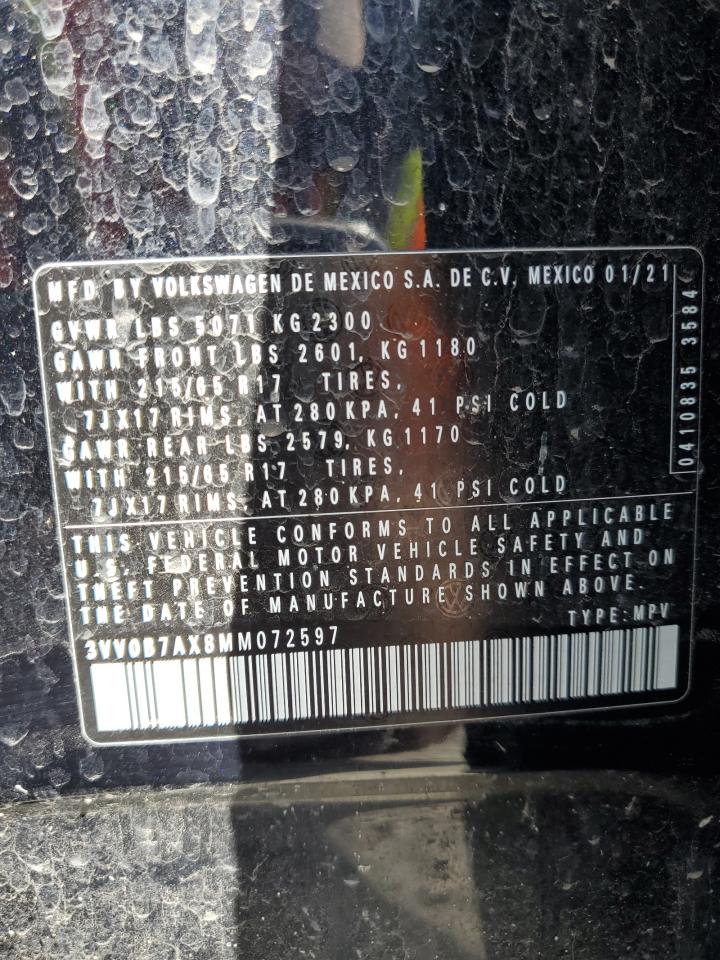 MFD BY VOLKSWAGEN DE MEXICO S.A. DE C.V. MEXICO 01/21
GVWR LBS 5071 KG 2300
GAWR FRONT LBS 2601, KG 1180
WITH 215/65 R17 TIRES,
7JX17 RIMS, AT 280 KPA, 41 PSI COLD
GAWR REAR LBS 2579, KG 1170
WITH 215/65 R17 TIRES,
7JX17 RIMS, AT 280 KPA, 41 PSI COLD
0410835 3584
THIS VEHICLE CONFORMS TO ALL APPLICABLE
U.S. FEDERAL MOTOR VEHICLE SAFETY AND
THEFT PREVENTION STANDARDS IN EFFECT ON
THE DATE OF MANUFACTURE SHOWN ABOVE.
TYPE: MPV
3VV0B7AX8MM072597